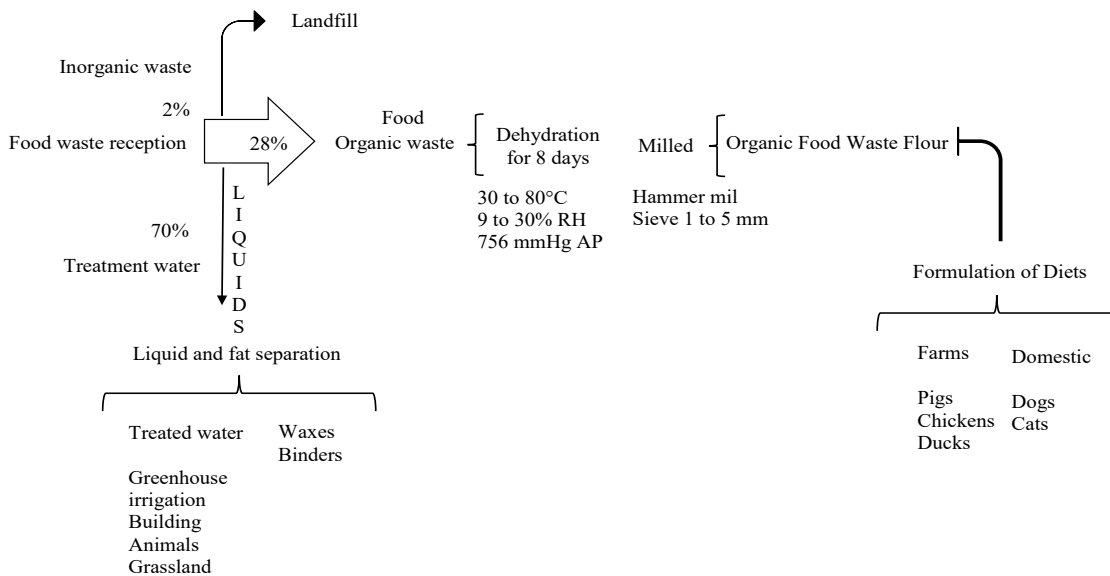 Landfill
Inorganic waste
2%
Food waste reception
28%
Food
Organic waste
Dehydration
for 8 days
30 to 80°C
9 to 30% RH
756 mmHg AP
Milled
Hammer mil
Sieve 1 to 5 mm
Organic Food Waste Flour
70%
Treatment water
L
I
Q
U
I
D
S
Liquid and fat separation
Treated water
Greenhouse
irrigation
Building
Animals
Grassland
Waxes
Binders
Formulation of Diets
Farms
Pigs
Chickens
Ducks
Domestic
Dogs
Cats